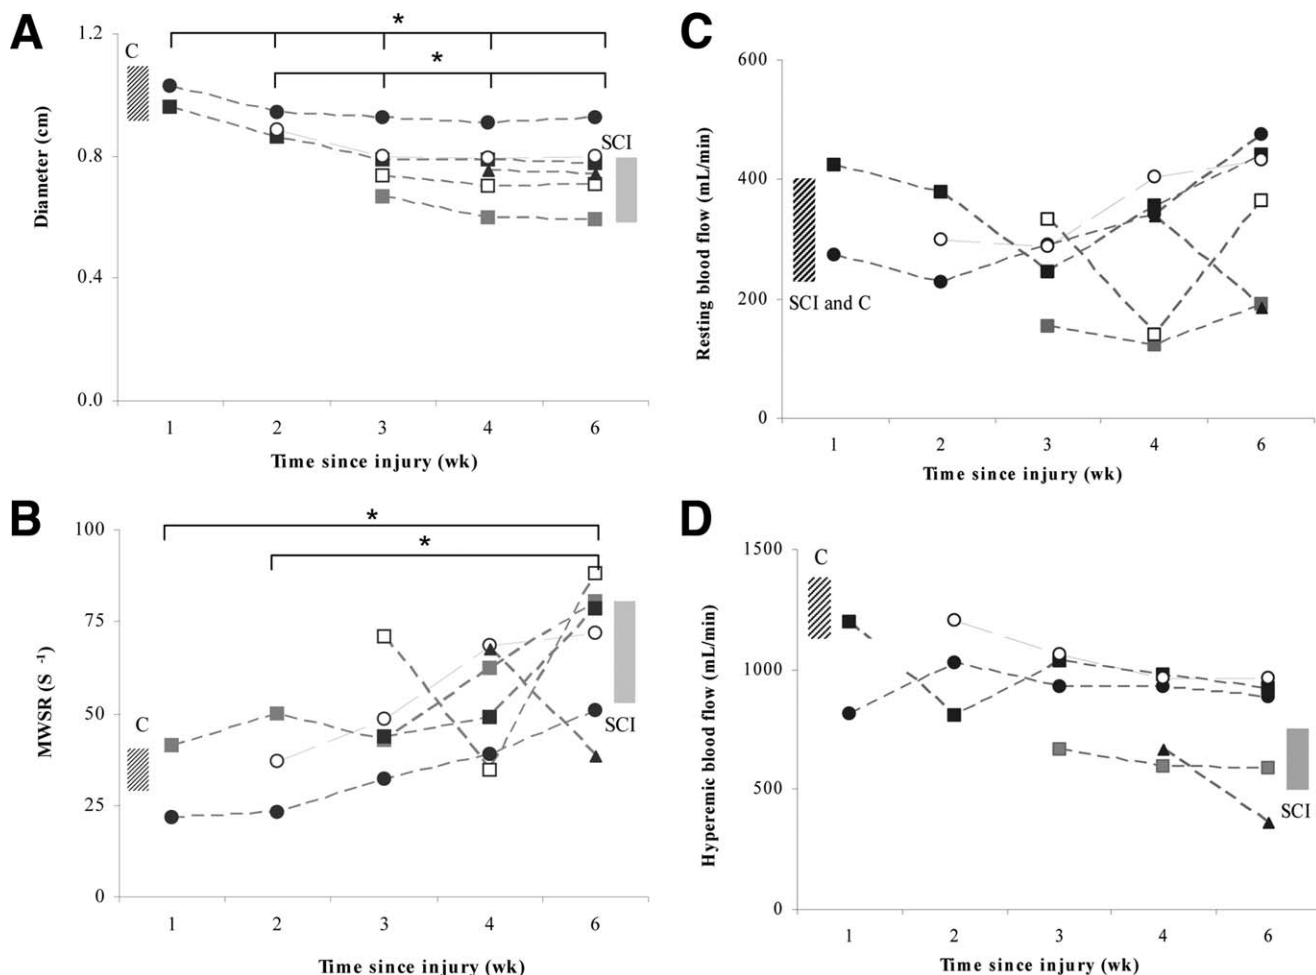 A
1.2
*
C
*
0.8
SCI
0.4
0.0
1 2 3 4 6
Diameter (cm)
Time since injury (wk)
C
600
400
200
0
SCI and C
1 2 3 4 6
Resting blood flow (mL/min)
Time since injury (wk)
B
100
*
*
75
50
C
SCI
25
0
1 2 3 4 6
MWSR (S -1)
Time since injury (wk)
D
1500
C
1000
500
SCI
0
1 2 3 4 6
Hyperemic blood flow (mL/min)
Time since injury (wk)